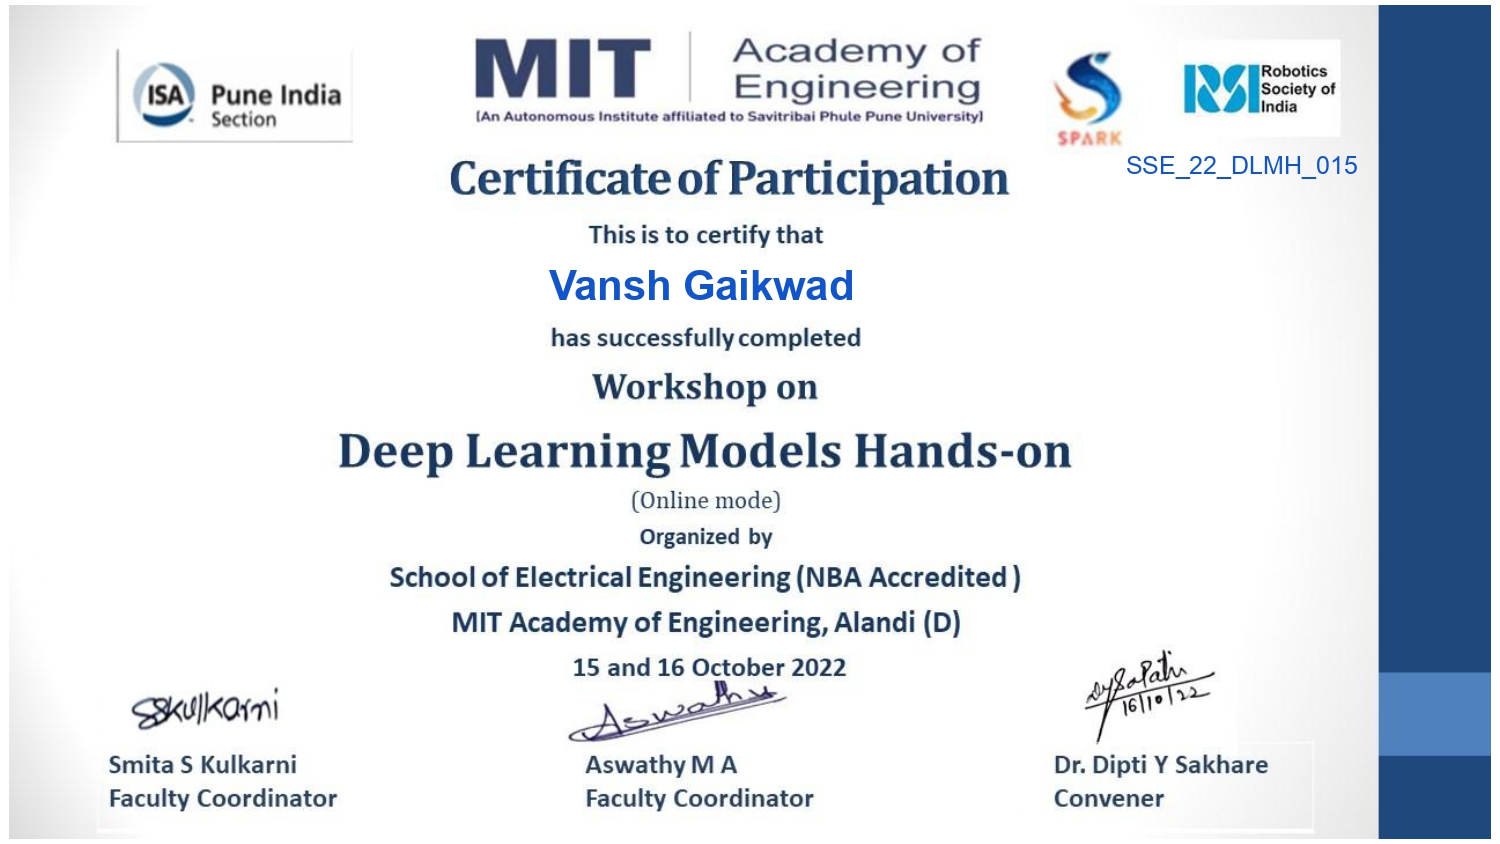 ISA Pune India
Section
MIT Academy of
Engineering
(An Autonomous Institute affiliated to Savitribai Phule Pune University)
SPARK
RSI Robotics
Society of
India
SSE_22_DLMH_015
Certificate of Participation
This is to certify that
Vansh Gaikwad
has successfully completed
Workshop on
Deep Learning Models Hands-on
(Online mode)
Organized by
School of Electrical Engineering (NBA Accredited )
MIT Academy of Engineering, Alandi (D)
15 and 16 October 2022
SSKulkarni
Aswathy
16/10/22
Smita S Kulkarni
Faculty Coordinator
Aswathy M A
Faculty Coordinator
Dr. Dipti Y Sakhare
Convener